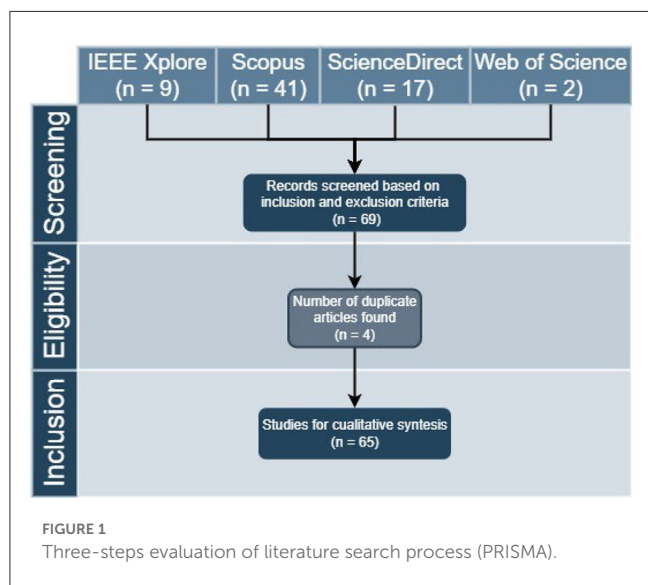 IEEE Xplore
(n = 9)
Scopus
(n = 41)
ScienceDirect
(n = 17)
Web of Science
(n = 2)
Screening
Records screened based on
inclusion and exclusion criteria
(n = 69)
Eligibility
Number of duplicate
articles found
(n = 4)
Inclusion
Studies for cualitative syntesis
(n = 65)
FIGURE 1
Three-steps evaluation of literature search process (PRISMA).